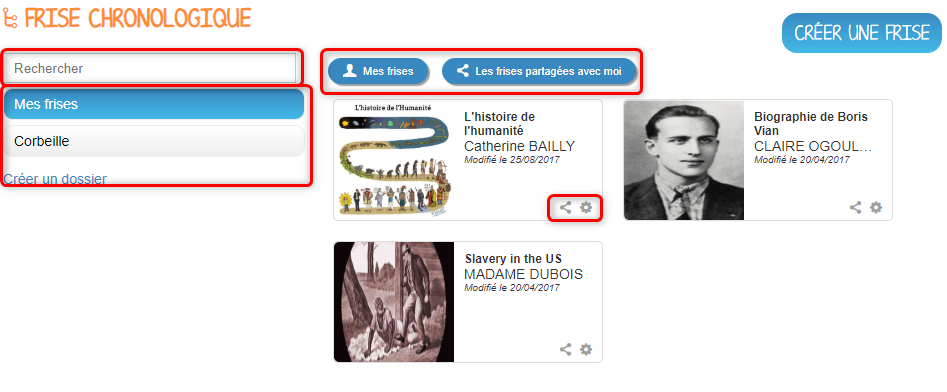 FRISE CHRONOLOGIQUE
CRÉER UNE FRISE
Rechercher
Mes frises
Corbeille
Créer un dossier
Mes frises
Les frises partagées avec moi
L'histoire de l'Humanité
L'histoire de
l'humanité
Catherine BAILLY
Modifié le 25/08/2017
Biographie de Boris
Vian
CLAIRE OGOUL...
Modifié le 20/04/2017
Slavery in the US
MADAME DUBOIS
Modifié le 20/04/2017